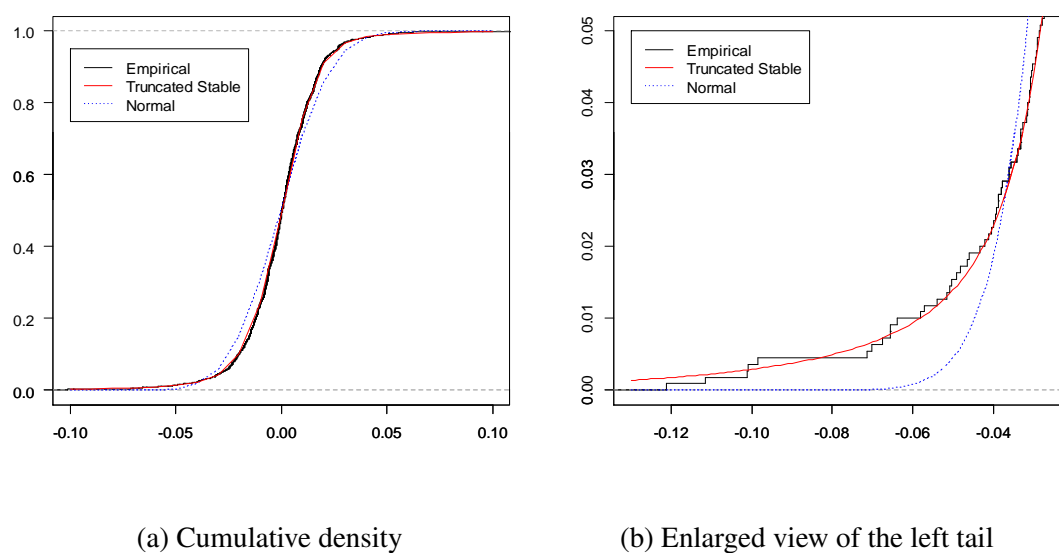 1.0
0.8
0.6
0.4
0.2
0.0
Empirical
Truncated Stable
Normal
-0.10
-0.05
0.00
0.05
0.10
(a) Cumulative density
0.05
0.04
0.03
0.02
0.01
0.00
Empirical
Truncated Stable
Normal
-0.12
-0.10
-0.08
-0.06
-0.04
(b) Enlarged view of the left tail